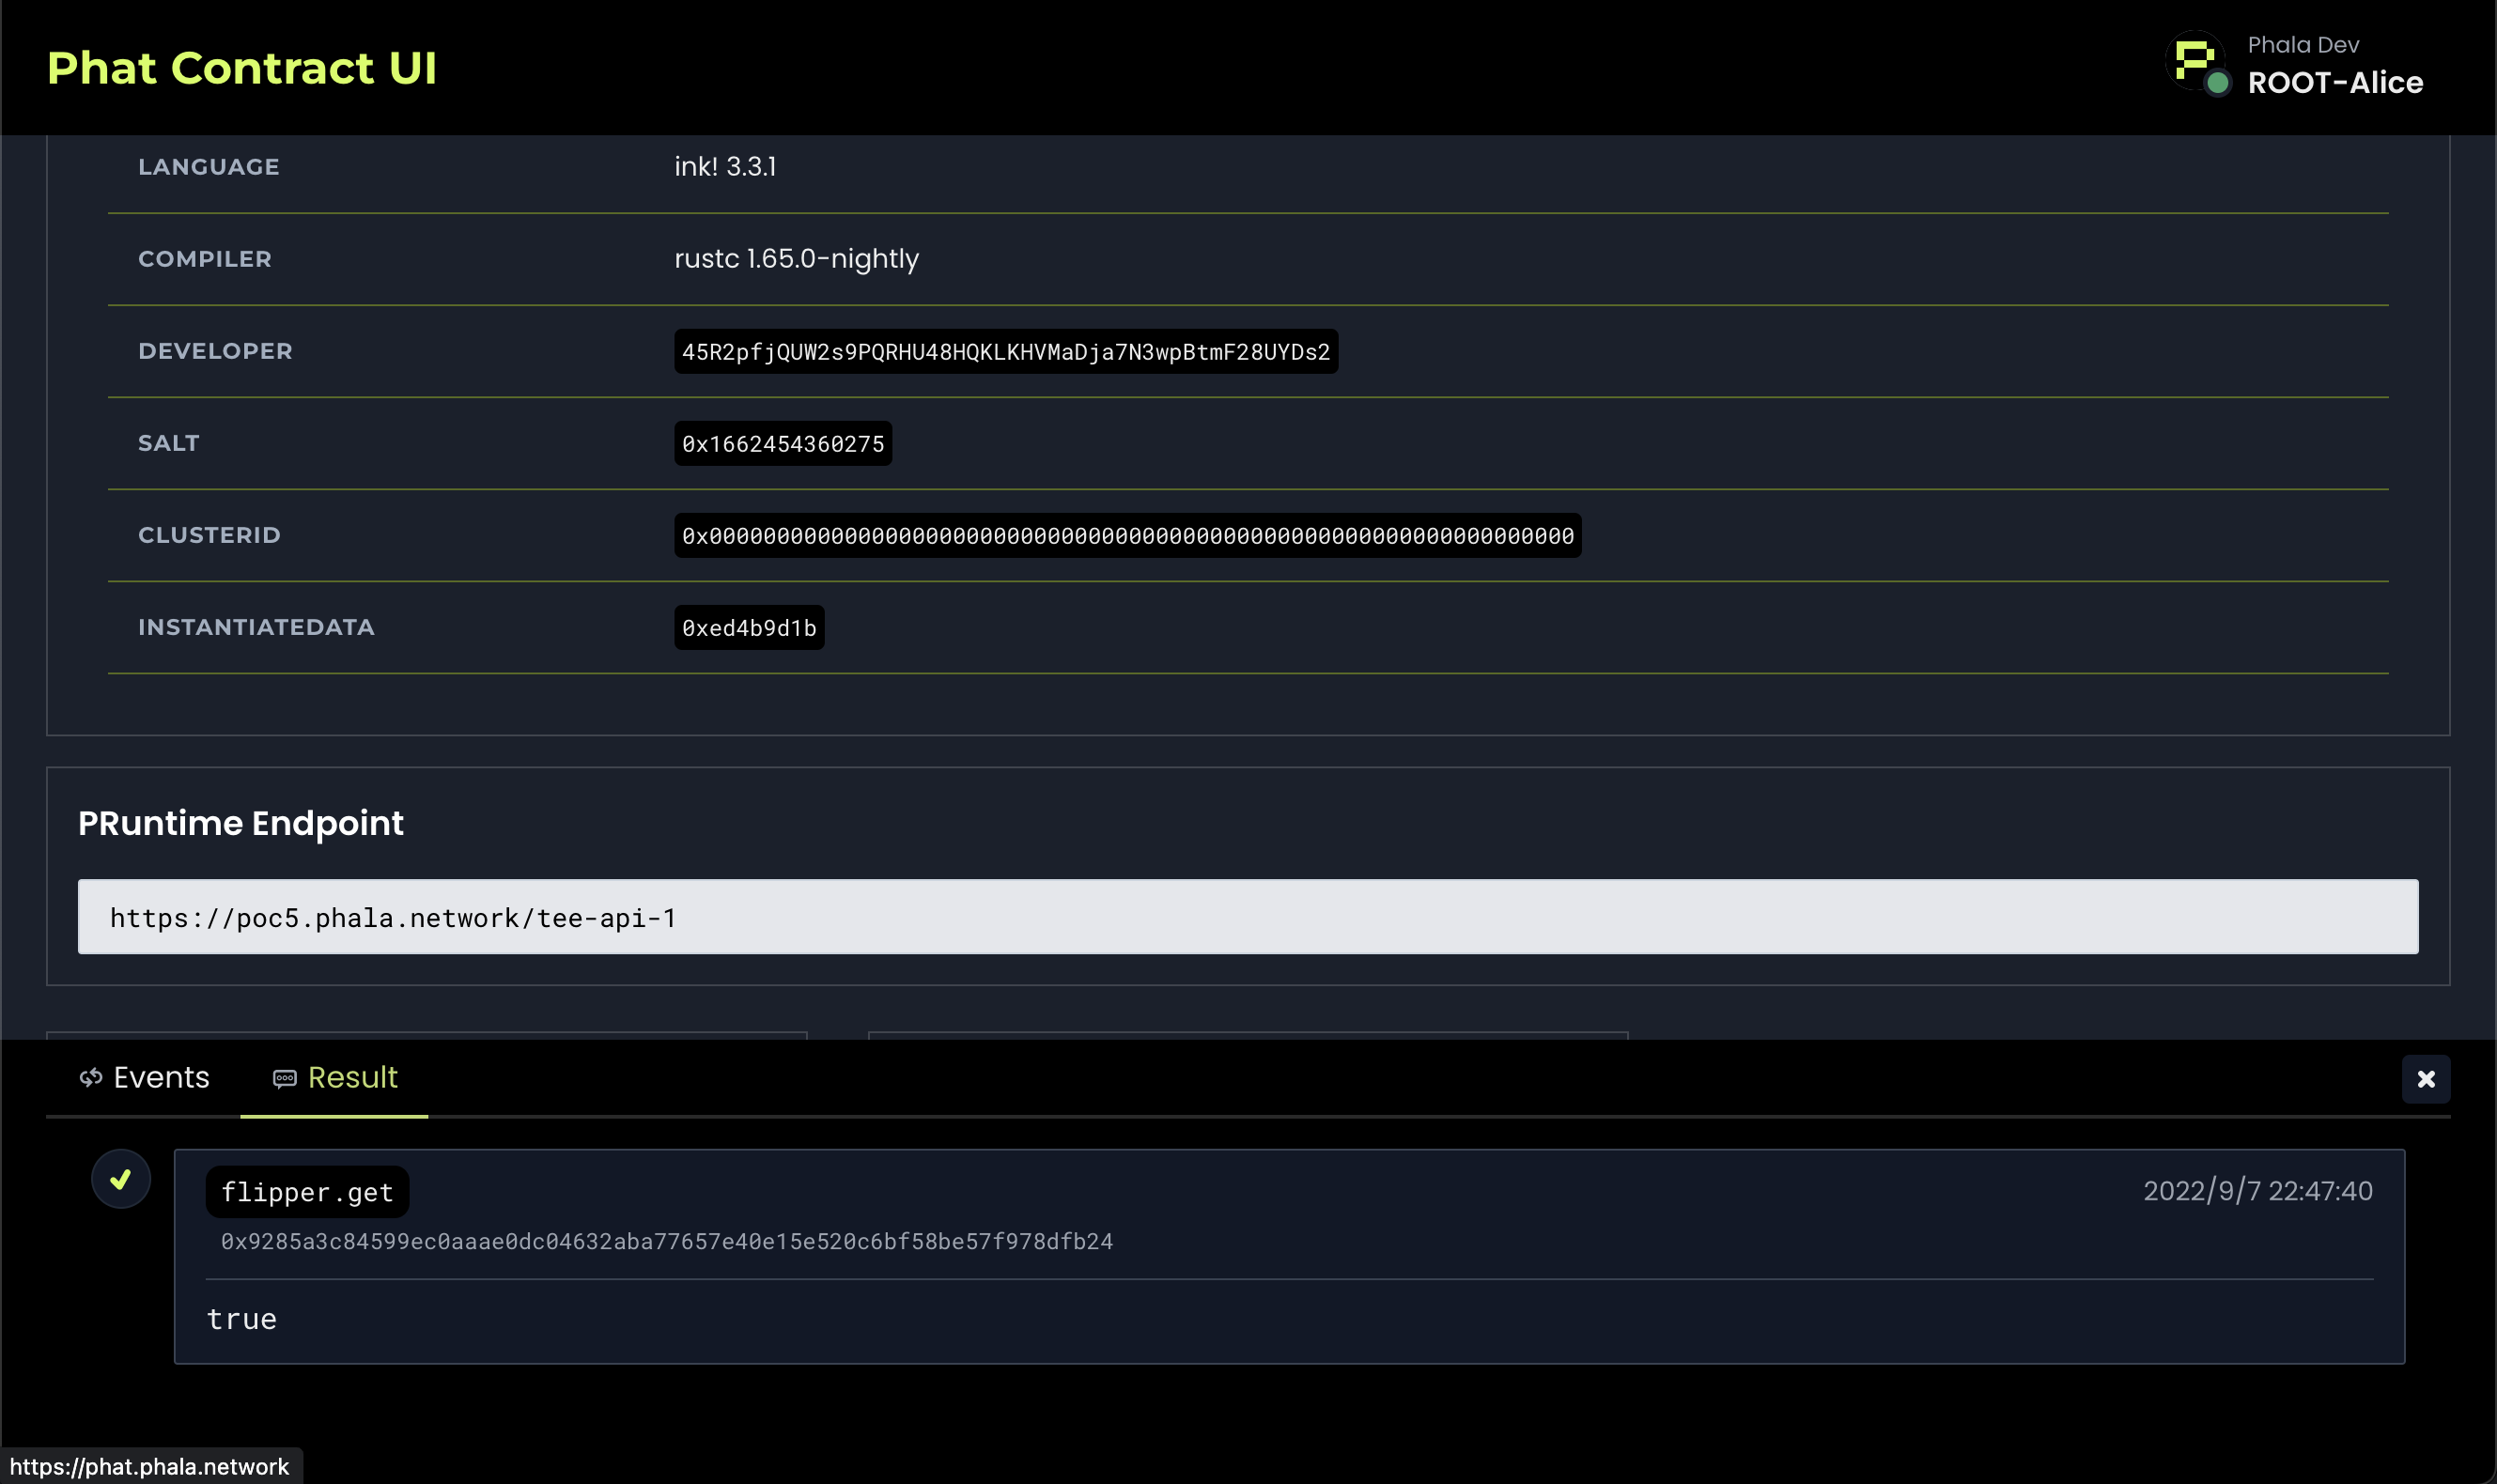 Phat Contract UI
Phala Dev
ROOT-Alice
LANGUAGE ink! 3.3.1
COMPILER rustc 1.65.0-nightly
DEVELOPER 45R2pfjQUW2s9PQRHU48HQKLKHVMaDja7N3wpBtmF28UYDs2
SALT 0x1662454360275
CLUSTERID 0x0000000000000000000000000000000000000000000000000000000000000000
INSTANTIATEDATA 0xed4b9d1b
PRuntime Endpoint
https://poc5.phala.network/tee-api-1
Events Result
flipper.get 2022/9/7 22:47:40
0x9285a3c84599ec0aaae0dc04632aba77657e40e15e520c6bf58be57f978dfb24
true
https://phat.phala.network